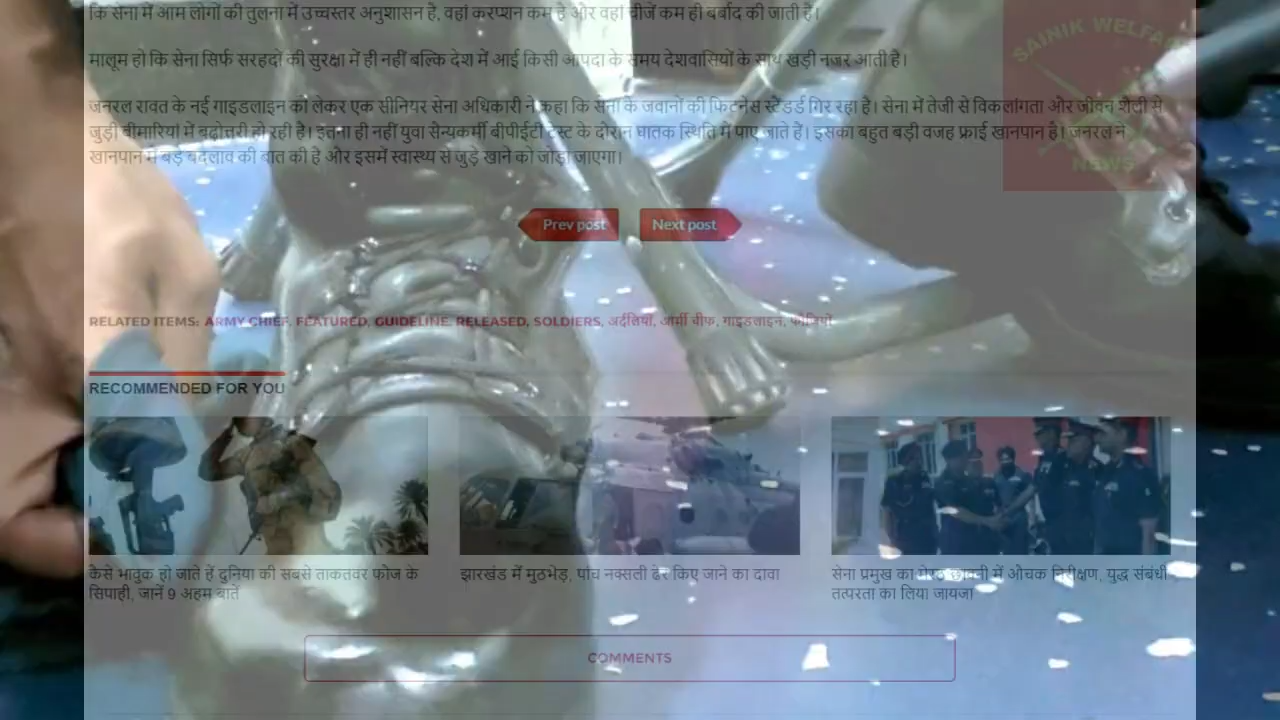 कि सेना में आम लोगों की तुलना में उच्चस्तर अनुशासन है, वहां करप्शन कम है और वहां चीजें कम ही बर्बाद की जाती है।
मालूम हो कि सेना सिर्फ सरहदों की सुरक्षा में ही नहीं बल्कि देश में आई किसी आपदा के समय देशवासियों के साथ खड़ी नजर आती है।
जनरल रावत के नई गाइडलाइन को लेकर एक सीनियर सेना अधिकारी ने कहा कि सेना के जवानों की फिटनेस स्टैंडर्ड गिर रहा है। सेना में तेजी से विकलांगता और जीवन शैली से
जुड़ी बीमारियां में बढ़ोत्तरी हो रही है। इतना ही नहीं युवा सैन्यकर्मी बीपीईटी टेस्ट के दौरान घातक स्थिति में पाए जाते हैं। इसका बहुत बड़ी वजह फ्राई खानपान है। जनरल ने
खानपान में बड़े बदलाव की बात की है और इसमें स्वास्थ्य से जुड़े खाने को जोड़ा जाएगा।
SAINIK WELFARE
NEWS
Prev post Next post
RELATED ITEMS: ARMY CHIEF, FEATURED, GUIDELINE, RELEASED, SOLDIERS, अर्दलियों, आर्मी चीफ, गाइडलाइन, फौजियों
RECOMMENDED FOR YOU
कैसे भावुक हो जाते हैं दुनिया की सबसे ताकतवर फौज के
सिपाही, जानें 9 अहम बातें
झारखंड में मुठभेड़, पांच नक्सली ढेर किए जाने का दावा
सेना प्रमुख का मेरठ छावनी में औचक निरीक्षण, युद्ध संबंधी
तत्परता का लिया जायजा
COMMENTS